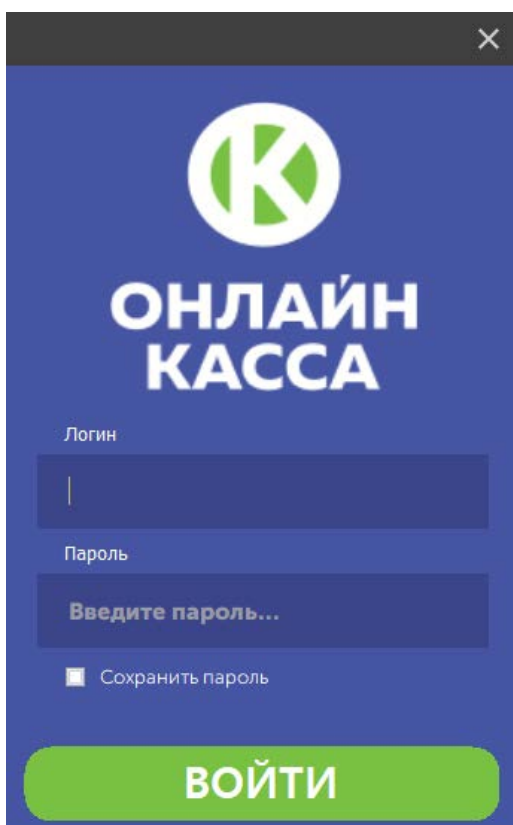 К
ОНЛАЙН
КАССА
Логин
Пароль
Введите пароль...
Сохранить пароль
ВОЙТИ